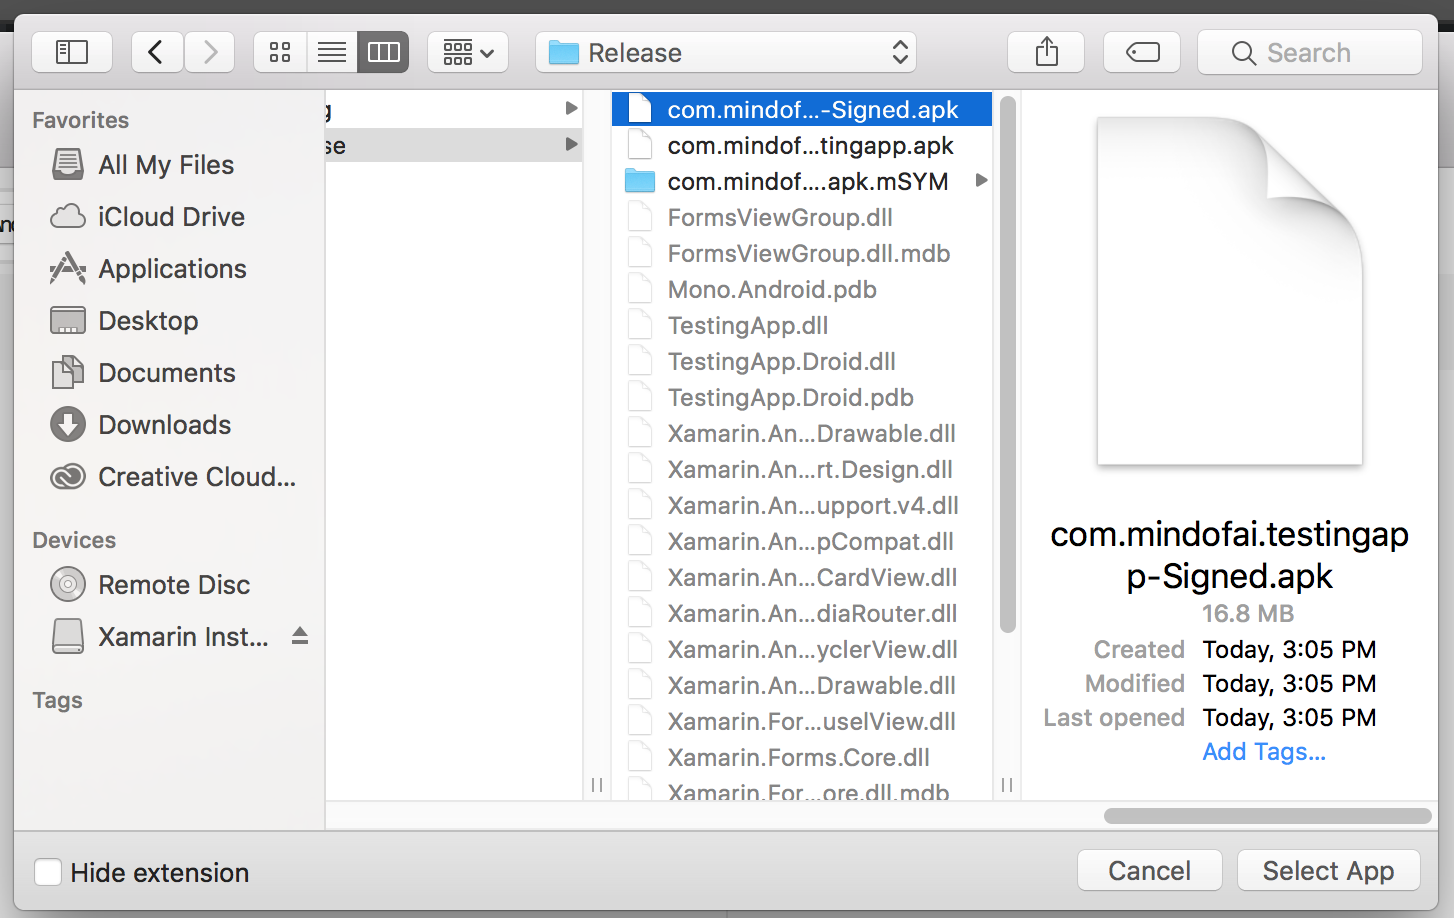 Release
Search
Favorites
All My Files
iCloud Drive
Applications
Desktop
Documents
Downloads
Creative Cloud...
Devices
Remote Disc
Xamarin Inst...
Tags
se
com.mindof...-Signed.apk
com.mindof...tingapp.apk
com.mindof....apk.mSYM
FormsViewGroup.dll
FormsViewGroup.dll.mdb
Mono.Android.pdb
TestingApp.dll
TestingApp.Droid.dll
TestingApp.Droid.pdb
Xamarin.An...Drawable.dll
Xamarin.An...rt.Design.dll
Xamarin.An...upport.v4.dll
Xamarin.An...pCompat.dll
Xamarin.An...CardView.dll
Xamarin.An...diaRouter.dll
Xamarin.An...yclerView.dll
Xamarin.An...Drawable.dll
Xamarin.For...uselView.dll
Xamarin.Forms.Core.dll
Xamarin.For...ore.dll.mdb
com.mindofai.testingap
p-Signed.apk
16.8 MB
Created Today, 3:05 PM
Modified Today, 3:05 PM
Last opened Today, 3:05 PM
Add Tags...
Hide extension
Cancel
Select App